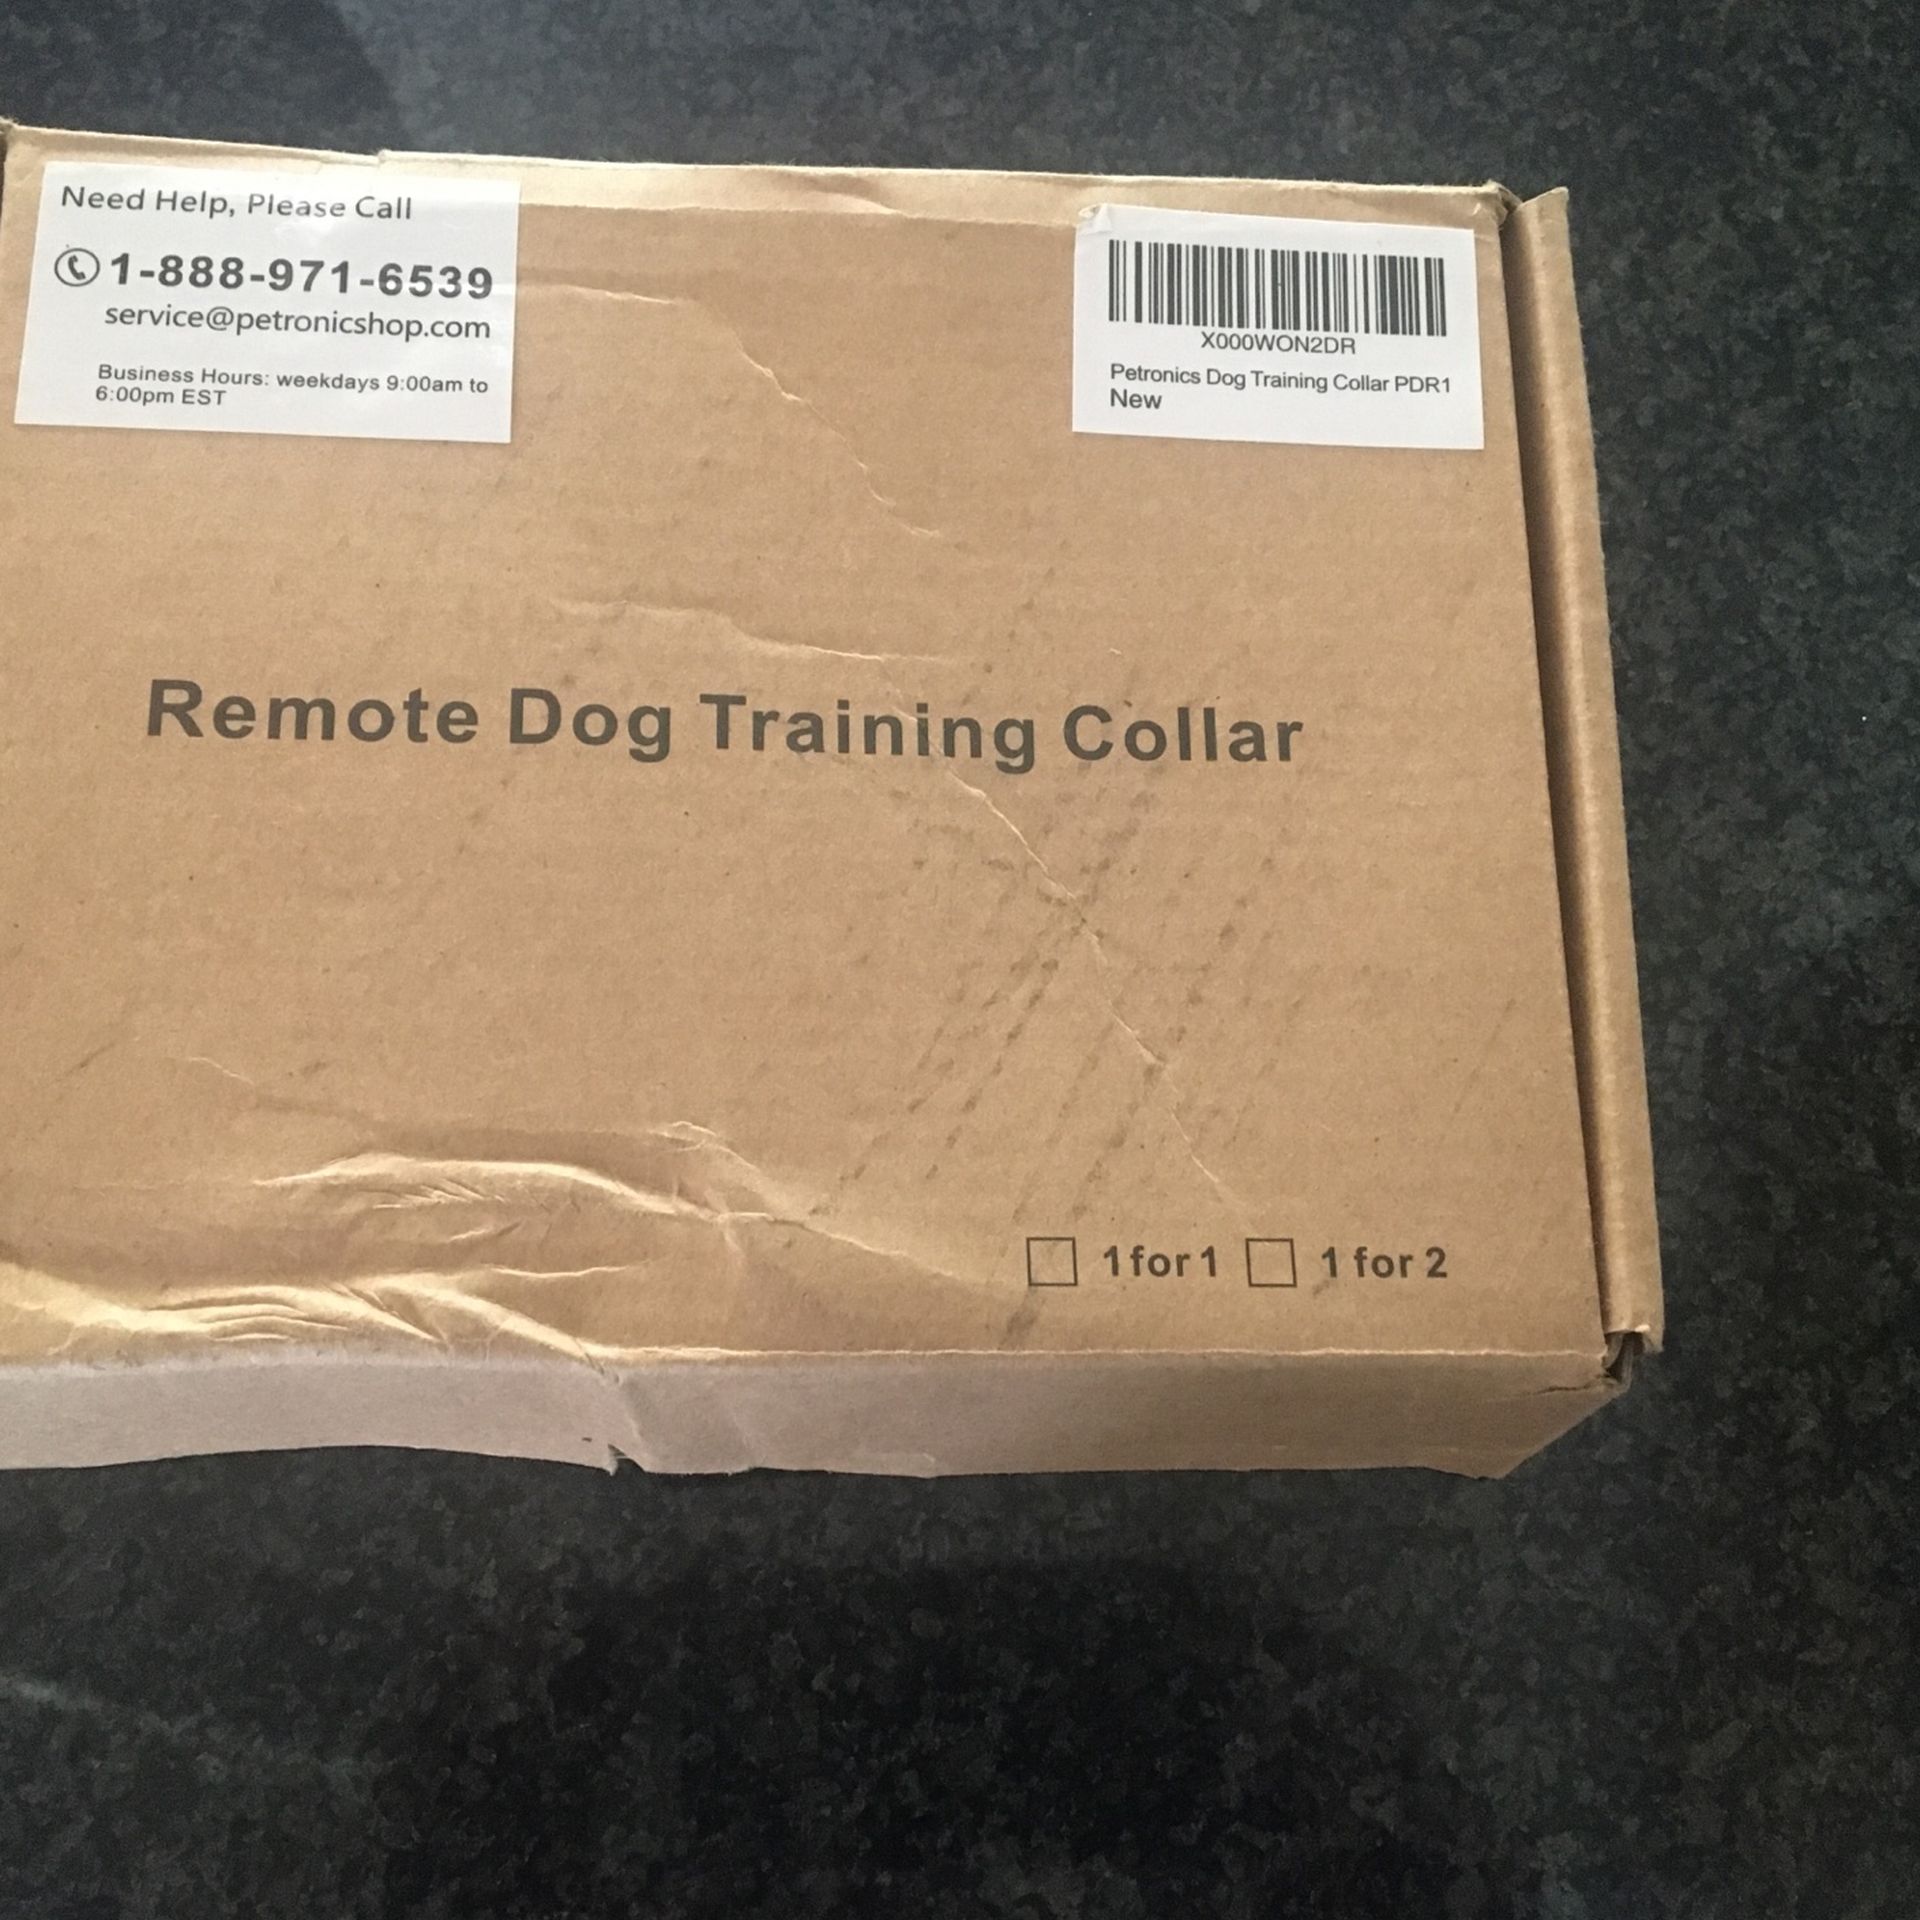 Need Help, Please Call
1-888-971-6539
service@petronicshop.com
Business Hours: weekdays 9:00am to
6:00pm EST
X000WON2DR
Petronics Dog Training Collar PDR1
New
Remote Dog Training Collar
1 for 1 1 for 2